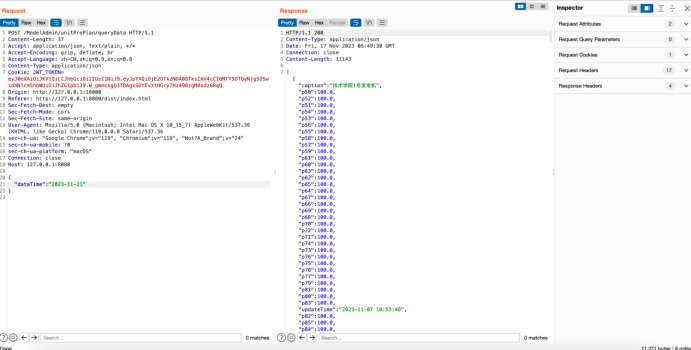 Request
Pretty Raw Hex
1 POST /ModelAdmin/unitPrePlan/queryData HTTP/1.1
2 Content-Length: 37
3 Accept: application/json, text/plain, */*
4 Accept-Encoding: gzip, deflate, br
5 Accept-Language: zh-CN,zh;q=0.9,en;q=0.8
6 Content-Type: application/json
7 Cookie: JWT_TOKEN=
8 Origin: http://127.0.0.1:18080
9 Referer: http://127.0.0.1:18080/dist/index.html
Sec-Fetch-Dest: empty
Sec-Fetch-Mode: cors
Sec-Fetch-Site: same-origin
User-Agent: Mozilla/5.0 (Macintosh; Intel Mac OS X 10_15_7) AppleWebKit/537.36
(KHTML, like Gecko) Chrome/119.0.0.0 Safari/537.36
14 sec-ch-ua: "Google Chrome";v="119", "Chromium";v="119", "Not?A_Brand";v="24"
15 sec-ch-ua-mobile: ?0
16 sec-ch-ua-platform: "macOS"
17 Connection: close
18 Host: 127.0.0.1:8080
19
20 {
21 "dataTime":"2023-11-21"
22 }
23
Search...
0 matches
Done
Response
Pretty Raw Hex Render
1 HTTP/1.1 200
2 Content-Type: application/json
3 Date: Fri, 17 Nov 2023 06:49:30 GMT
4 Connection: close
5 Content-Length: 11143
6
7 [
{
"caption":"技术学院1号发电机",
"p50":100.0,
"p51":100.0,
"p52":100.0,
"p53":100.0,
"p54":100.0,
"p55":100.0,
"p56":100.0,
"p57":100.0,
"p58":100.0,
"p59":100.0,
"p61":100.0,
"p60":100.0,
"p63":100.0,
"p62":100.0,
"p65":100.0,
"p64":100.0,
"p67":100.0,
"p66":100.0,
"p69":100.0,
"p68":100.0,
"p70":100.0,
"p72":100.0,
"p71":100.0,
"p74":100.0,
"p73":100.0,
"p76":100.0,
"p75":100.0,
"p78":100.0,
"p77":100.0,
"p79":100.0,
"p81":100.0,
"p80":100.0,
"p83":100.0,
"updateTime":"2023-11-07 10:53:48",
"p82":100.0,
"p85":100.0,
"p84":100.0,
Search...
0 matches
Inspector
Request Attributes 2
Request Query Parameters 0
Request Cookies 1
Request Headers 17
Response Headers 4
11,271 bytes | 8 millis